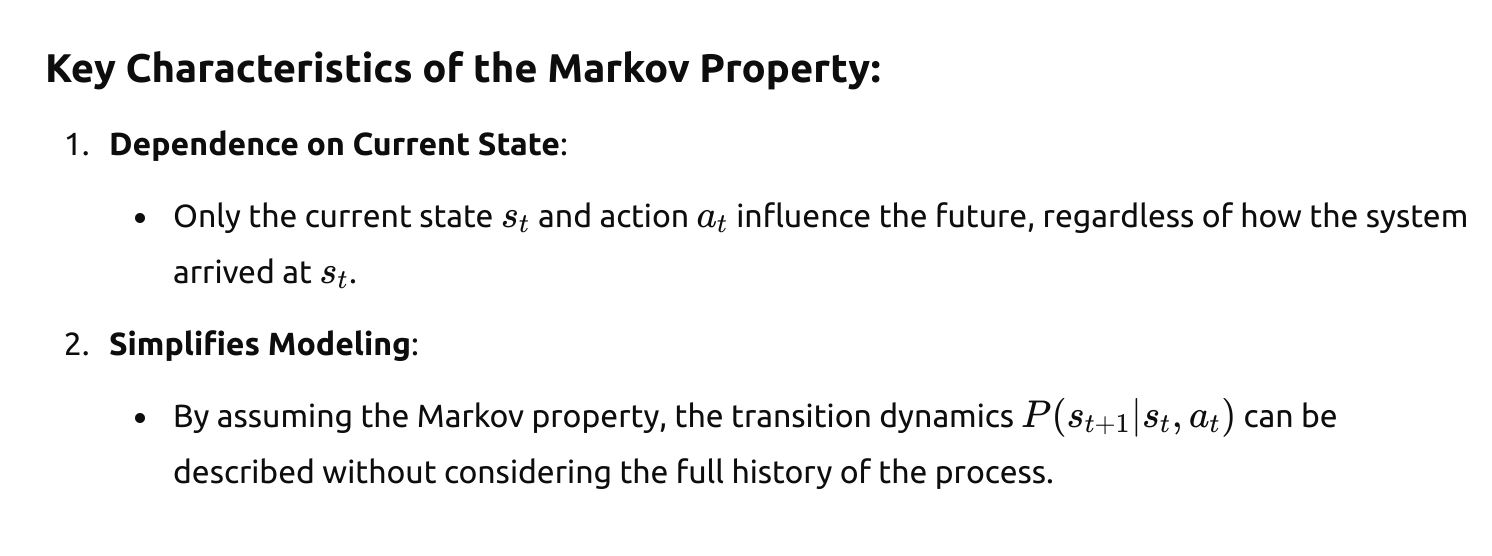 Key Characteristics of the Markov Property:
1. Dependence on Current State:
• Only the current state $s_t$ and action $a_t$ influence the future, regardless of how the system
arrived at $s_t$.
2. Simplifies Modeling:
• By assuming the Markov property, the transition dynamics $P(s_{t+1}|s_t, a_t)$ can be
described without considering the full history of the process.